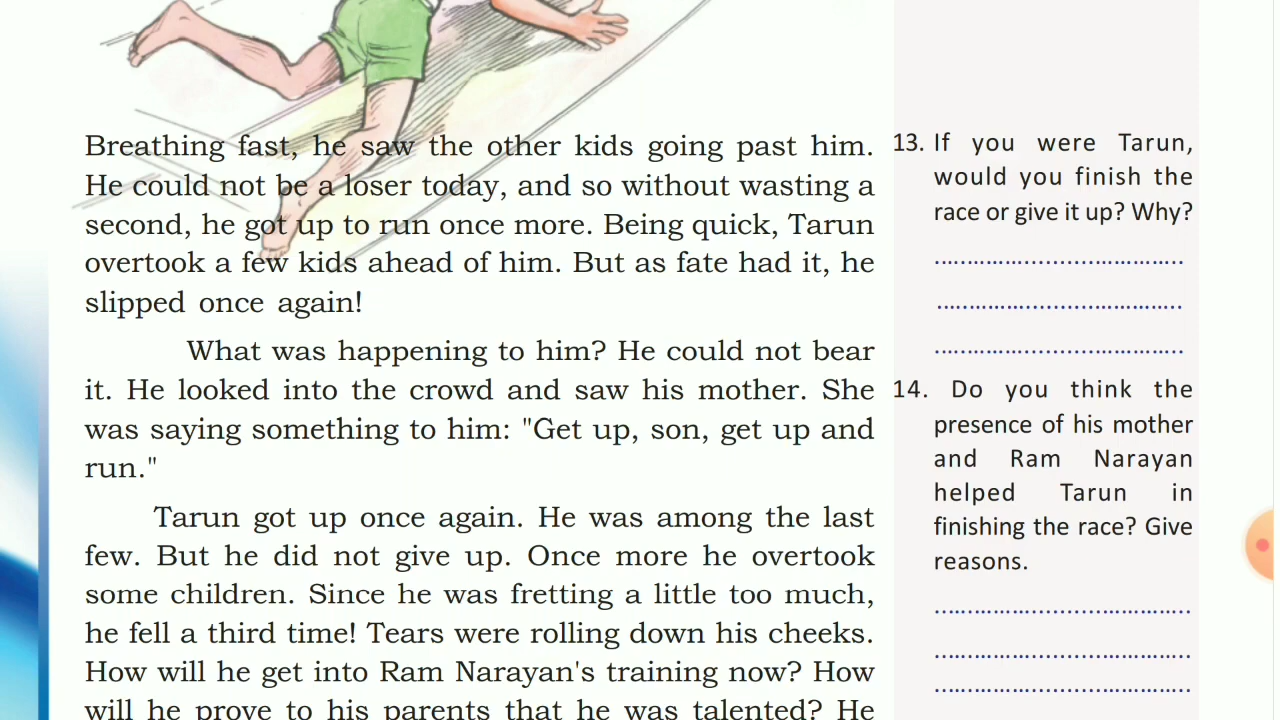 Breathing fast, he saw the other kids going past him.
He could not be a loser today, and so without wasting a
second, he got up to run once more. Being quick, Tarun
overtook a few kids ahead of him. But as fate had it, he
slipped once again!
What was happening to him? He could not bear
it. He looked into the crowd and saw his mother. She
was saying something to him: "Get up, son, get up and
run."
Tarun got up once again. He was among the last
few. But he did not give up. Once more he overtook
some children. Since he was fretting a little too much,
he fell a third time! Tears were rolling down his cheeks.
How will he get into Ram Narayan's training now? How
will he prove to his parents that he was talented? He
13. If you were Tarun,
would you finish the
race or give it up? Why?
14. Do you think the
presence of his mother
and Ram Narayan
helped Tarun in
finishing the race? Give
reasons.